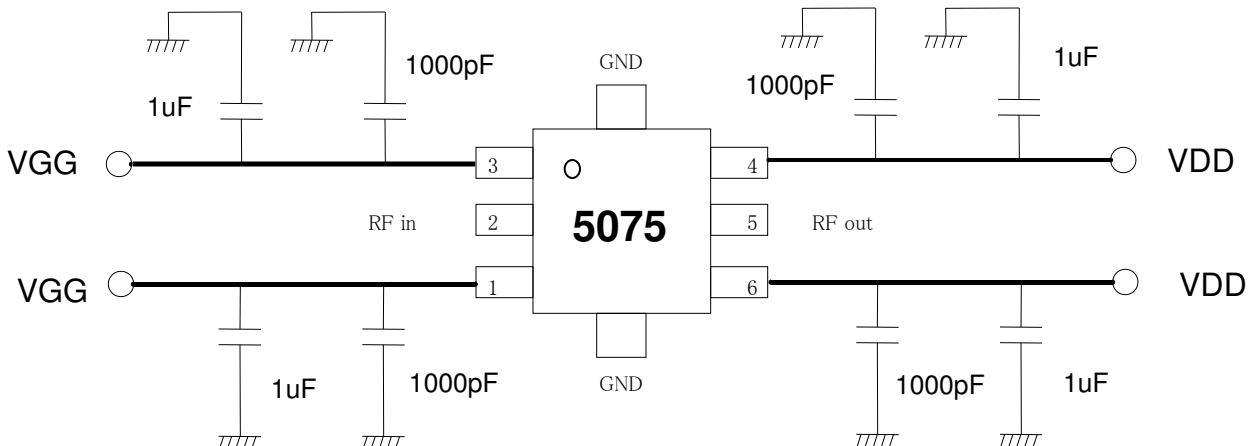 1000pF
GND
1uF
1uF
1000pF
VGG
3
4
VDD
RF in
2
5075
5
RF out
VGG
1
6
VDD
1uF
1000pF
GND
1000pF
1uF